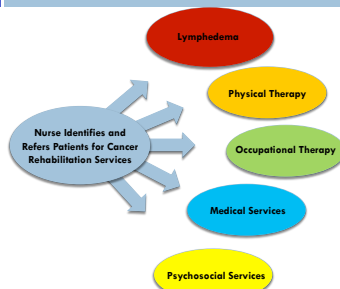 Lymphedema
Physical Therapy
Nurse Identifies and
Refers Patients for Cancer
Rehabilitation Services
Occupational Therapy
Medical Services
Psychosocial Services